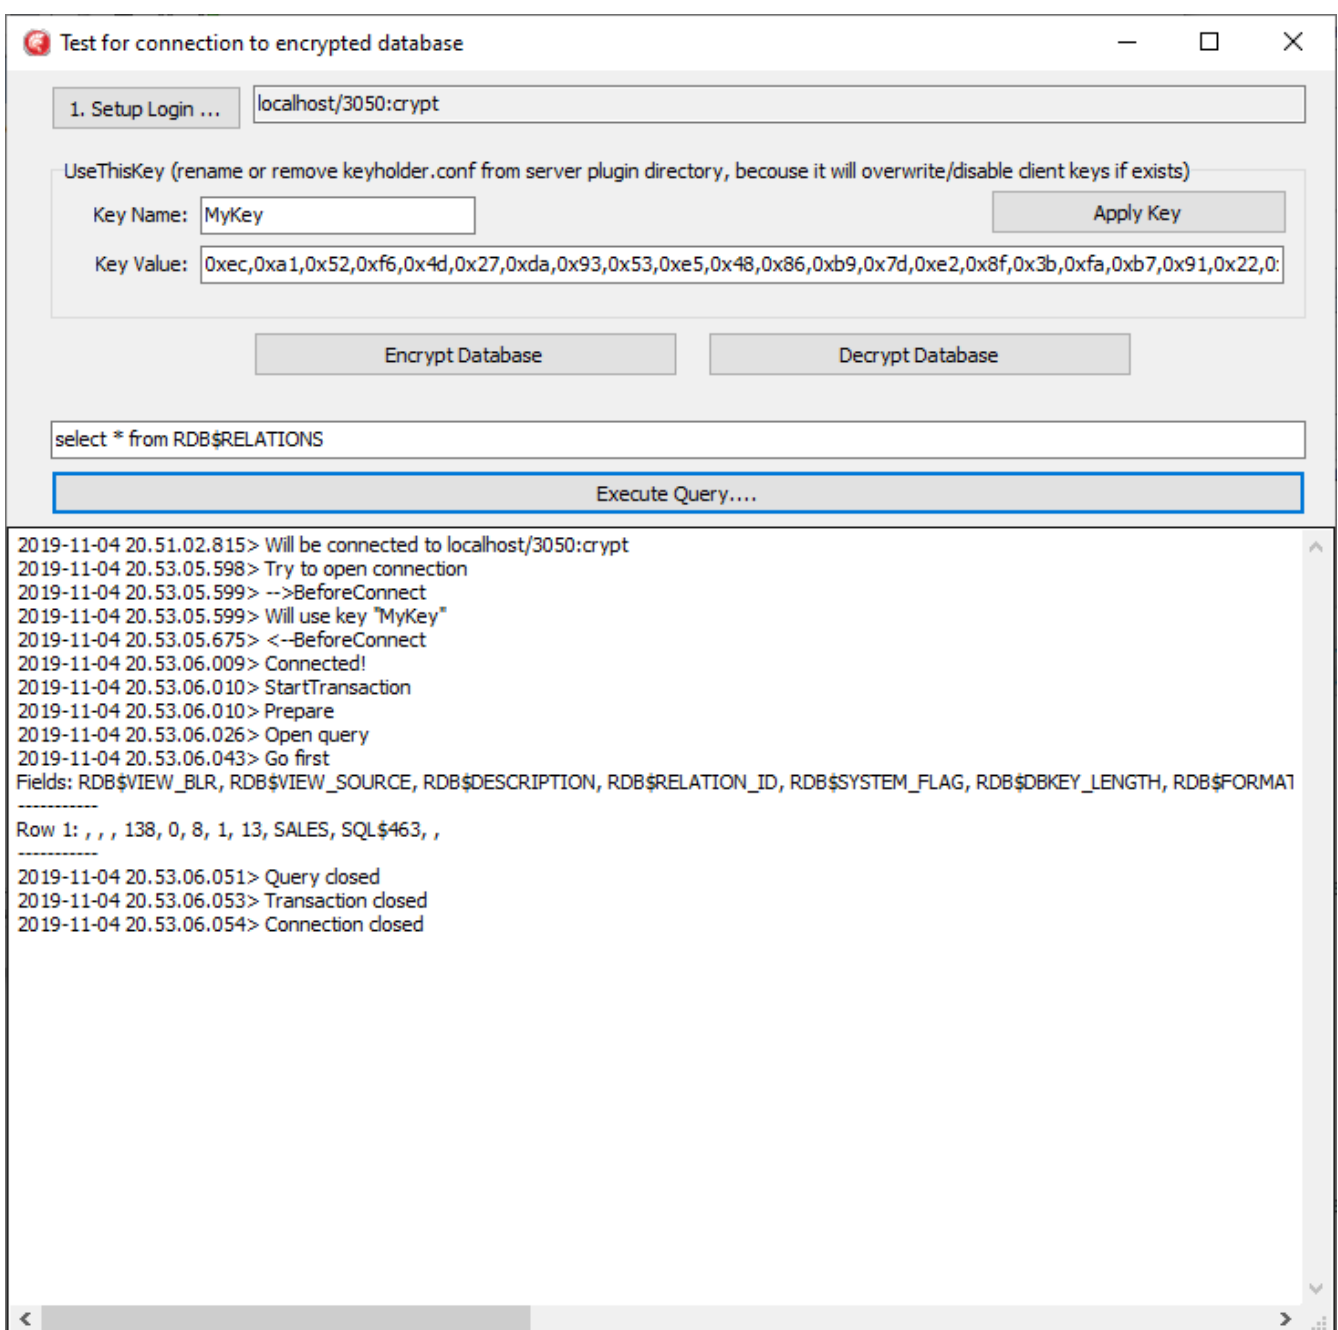 Test for connection to encrypted database
1. Setup Login ...
localhost/3050:crypt
UseThisKey (rename or remove keyholder.conf from server plugin directory, becouse it will overwrite/disable client keys if exists)
Key Name: MyKey
Apply Key
Key Value: 0xec,0xa1,0x52,0xf6,0x4d,0x27,0xda,0x93,0x53,0xe5,0x48,0x86,0xb9,0x7d,0xe2,0x8f,0x3b,0xfa,0xb7,0x91,0x22,0
Encrypt Database
Decrypt Database
select * from RDB$RELATIONS
Execute Query....
2019-11-04 20.51.02.815> Will be connected to localhost/3050:crypt
2019-11-04 20.53.05.598> Try to open connection
2019-11-04 20.53.05.599> -->BeforeConnect
2019-11-04 20.53.05.599> Will use key "MyKey"
2019-11-04 20.53.05.675> <--BeforeConnect
2019-11-04 20.53.06.009> Connected!
2019-11-04 20.53.06.010> StartTransaction
2019-11-04 20.53.06.010> Prepare
2019-11-04 20.53.06.026> Open query
2019-11-04 20.53.06.043> Go first
Fields: RDB$VIEW_BLR, RDB$VIEW_SOURCE, RDB$DESCRIPTION, RDB$RELATION_ID, RDB$SYSTEM_FLAG, RDB$DBKEY_LENGTH, RDB$FORMAT
-----------
Row 1: , , , 138, 0, 8, 1, 13, SALES, SQL$463, ,
-----------
2019-11-04 20.53.06.051> Query closed
2019-11-04 20.53.06.053> Transaction closed
2019-11-04 20.53.06.054> Connection closed